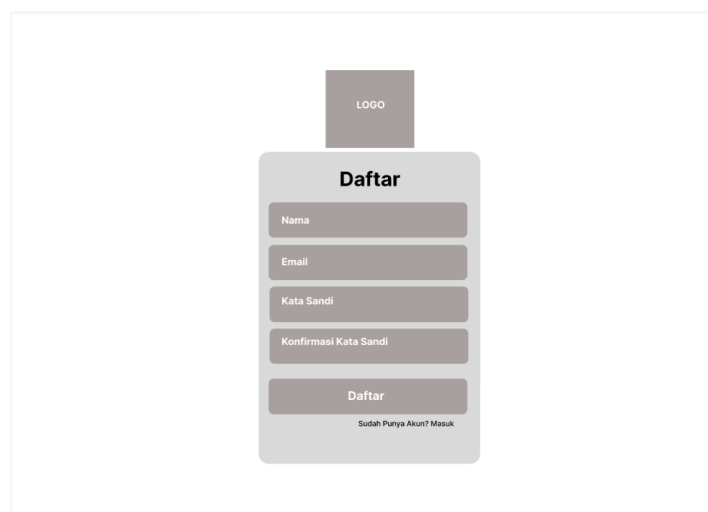 LOGO
Daftar
Nama
Email
Kata Sandi
Konfirmasi Kata Sandi
Daftar
Sudah Punya Akun? Masuk